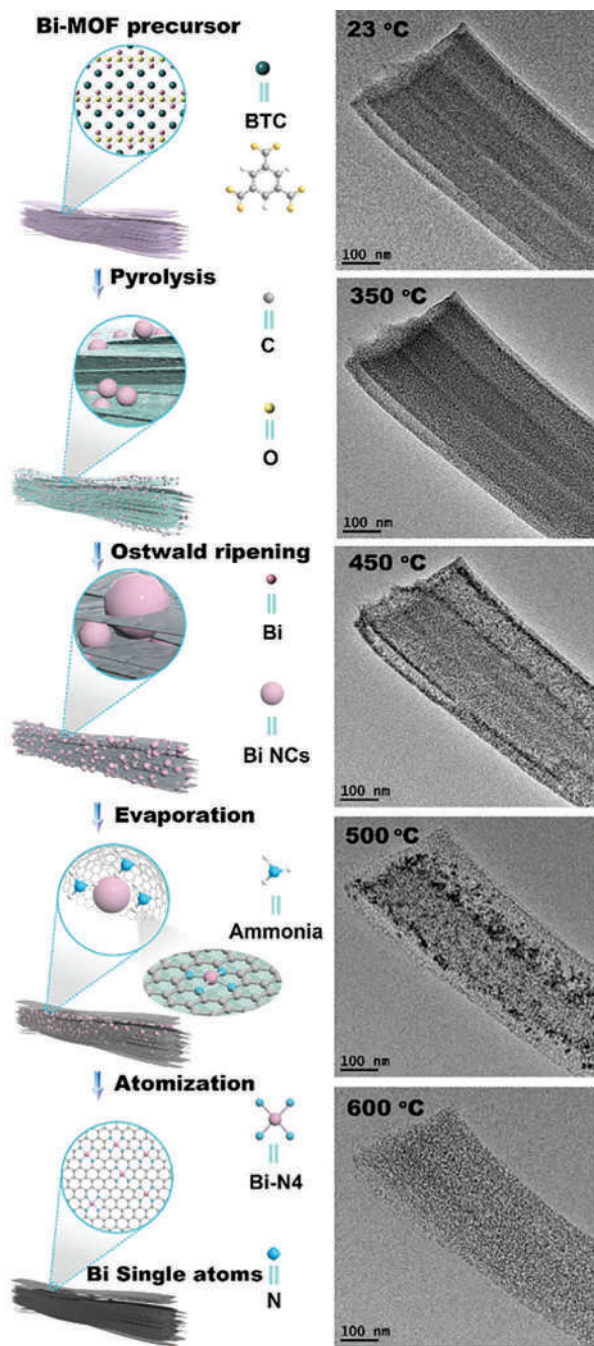 Bi-MOF precursor
BTC
23 °C
100 nm
Pyrolysis
C
O
350 °C
100 nm
Ostwald ripening
Bi
Bi NCs
450 °C
100 nm
Evaporation
Ammonia
500 °C
100 nm
Atomization
Bi-N4
Bi Single atoms
N
600 °C
100 nm